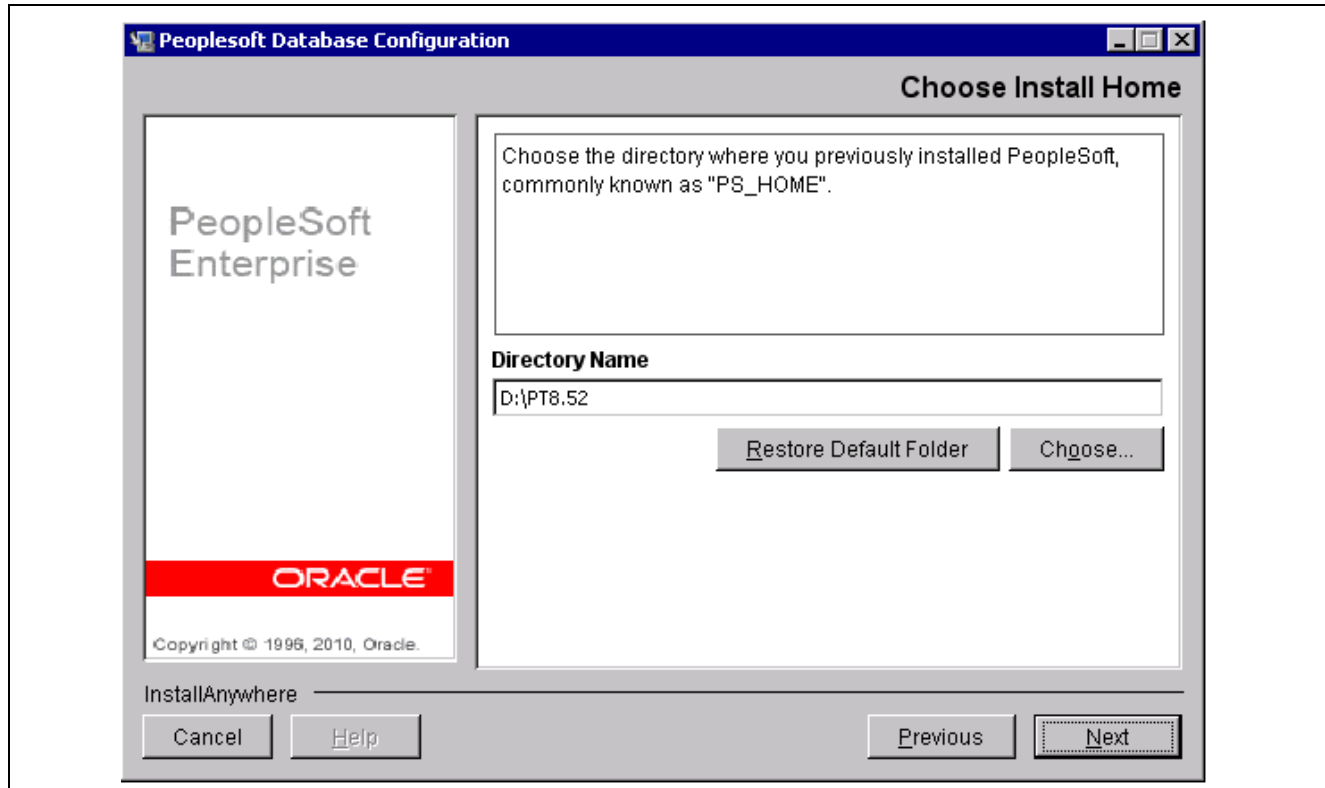 Peoplesoft Database Configuration
Choose Install Home
PeopleSoft
Enterprise
ORACLE
Copyright © 1996, 2010, Oracle.
Choose the directory where you previously installed PeopleSoft,
commonly known as "PS_HOME".
Directory Name
D:\PT8.52
Restore Default Folder
Choose...
InstallAnywhere
Cancel
Help
Previous
Next